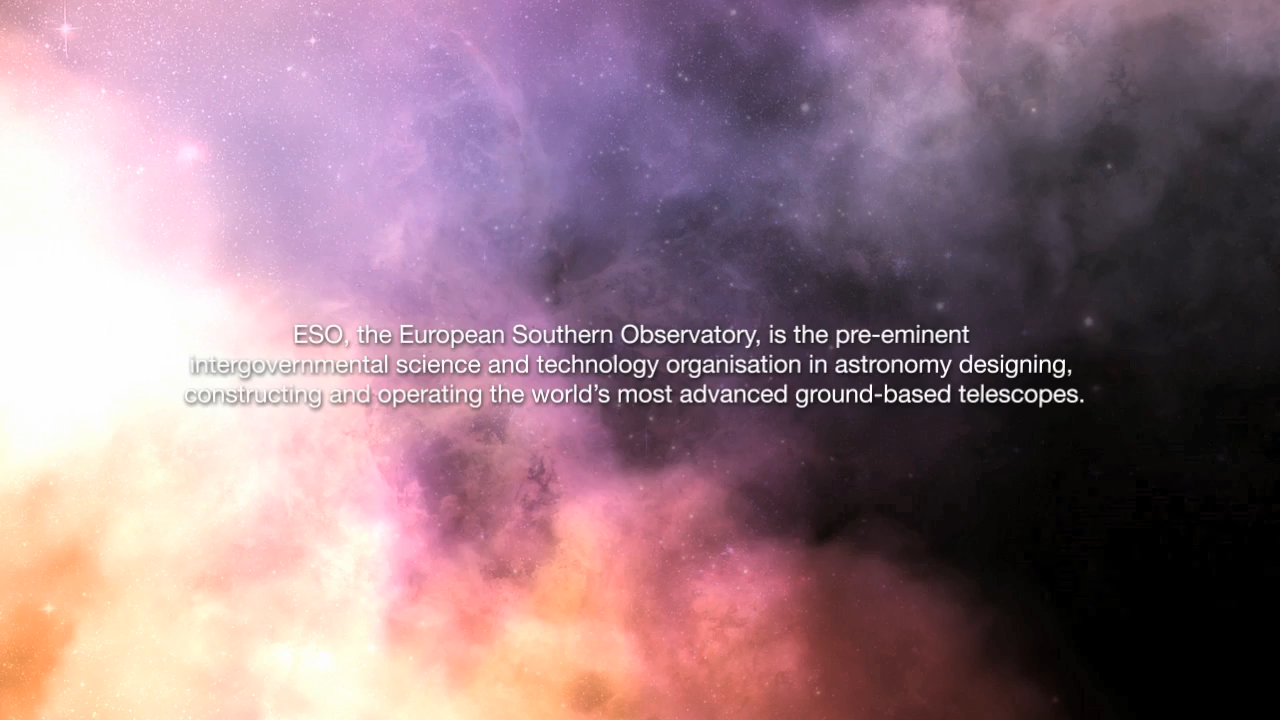 ESO, the European Southern Observatory, is the pre-eminent
intergovernmental science and technology organisation in astronomy designing,
constructing and operating the world’s most advanced ground-based telescopes.